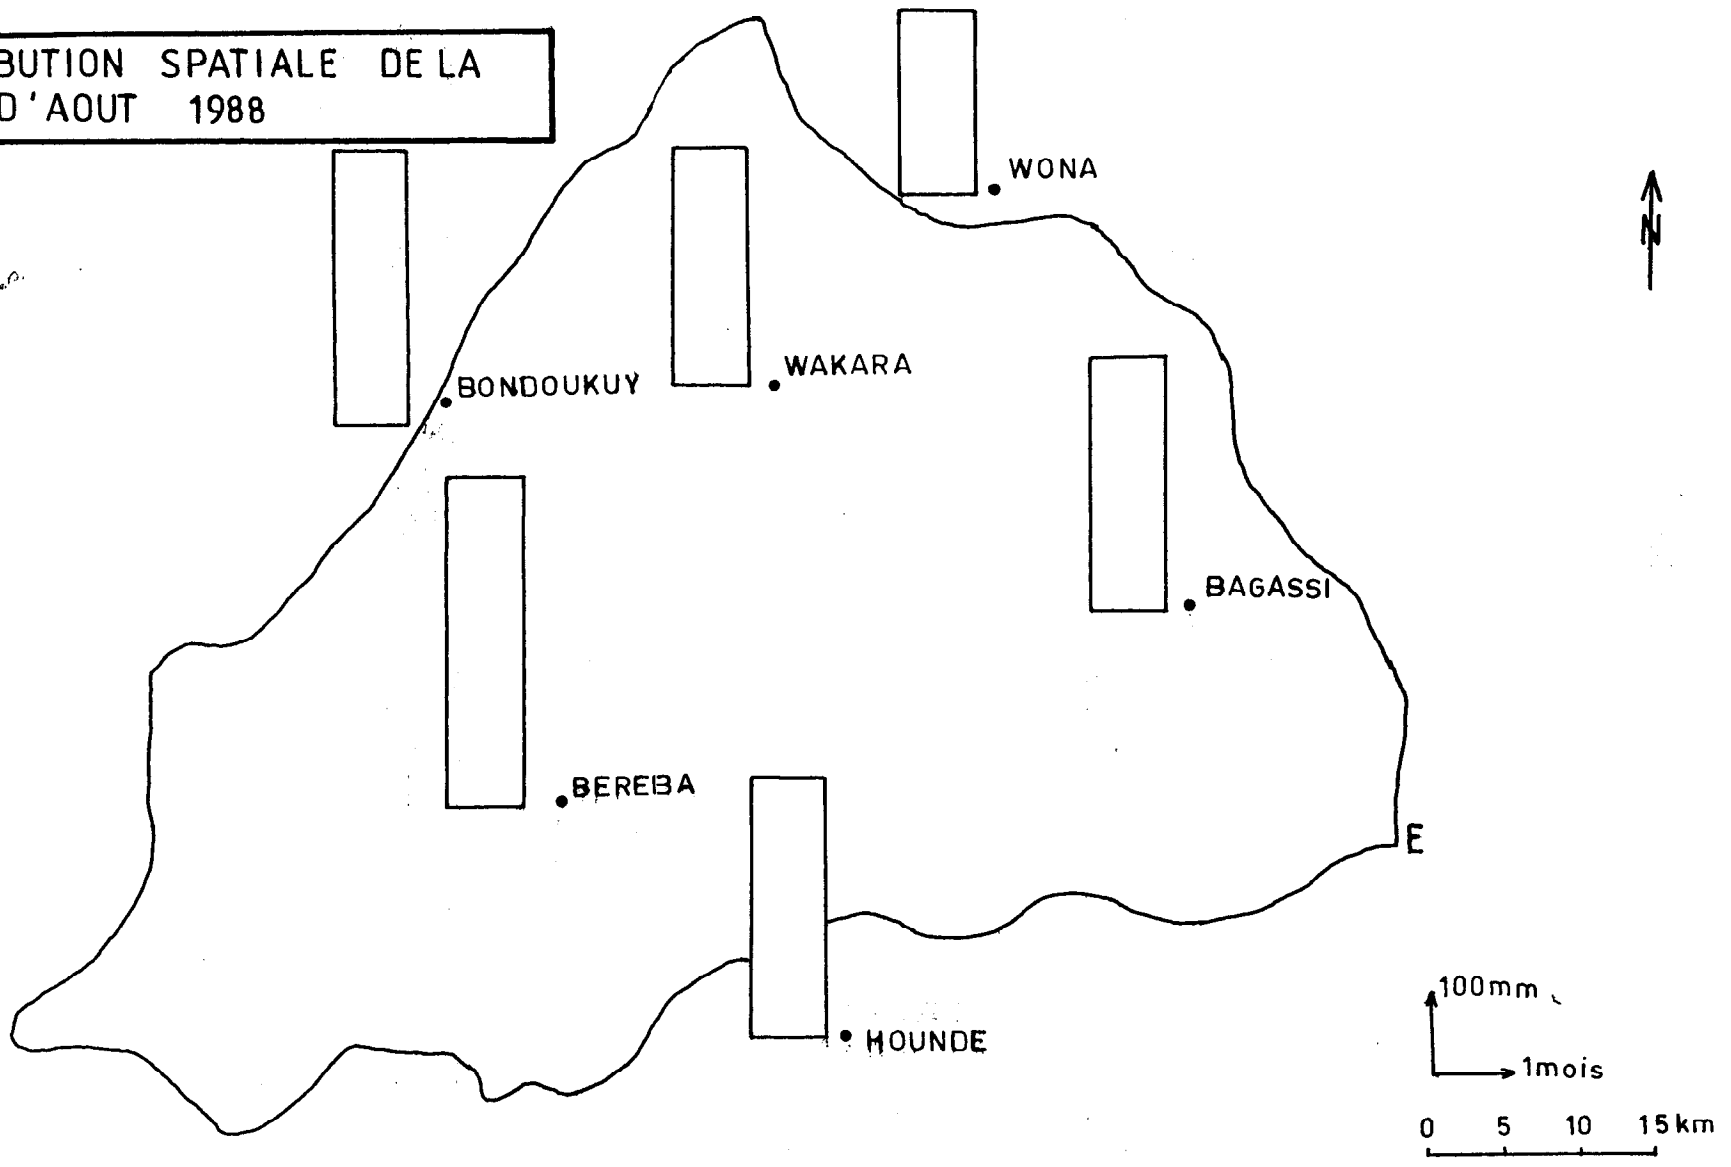 BUTION SPATIALE DE LA
D'AOUT 1988
WONA
N
WAKARA
BONDOUKUY
BAGASSI
BEREBA
E
100mm
HOUNDE
1mois
0 5 10 15km